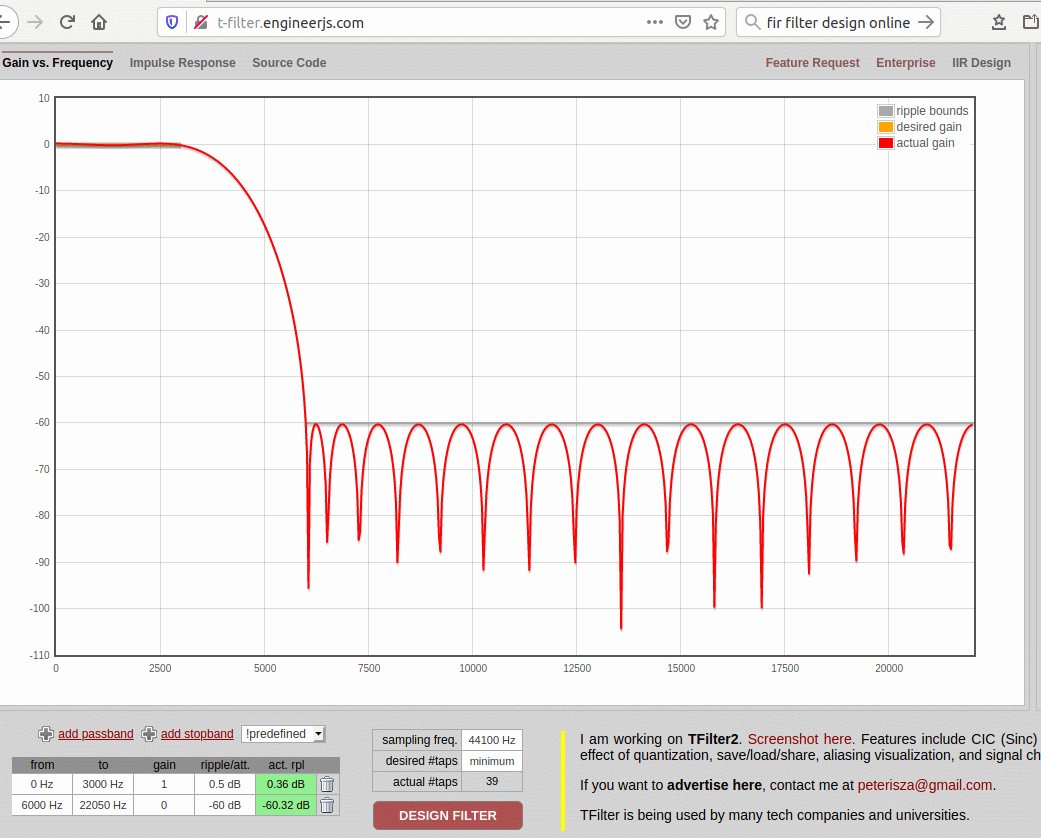 t-filter.engineerjs.com
fir filter design online
Gain vs. Frequency Impulse Response Source Code Feature Request Enterprise IIR Design
ripple bounds
desired gain
actual gain
10
0
-10
-20
-30
-40
-50
-60
-70
-80
-90
-100
-110
0 2500 5000 7500 10000 12500 15000 17500 20000
add passband add stopband !predefined
from to gain ripple/att. act. rpl
0 Hz 3000 Hz 1 0.5 dB 0.36 dB
6000 Hz 22050 Hz 0 -60 dB -60.32 dB
sampling freq. 44100 Hz
desired #taps minimum
actual #taps 39
DESIGN FILTER
I am working on TFilter2. Screenshot here. Features include CIC (Sinc)
effect of quantization, save/load/share, aliasing visualization, and signal ch
If you want to advertise here, contact me at peterisza@gmail.com.
TFilter is being used by many tech companies and universities.